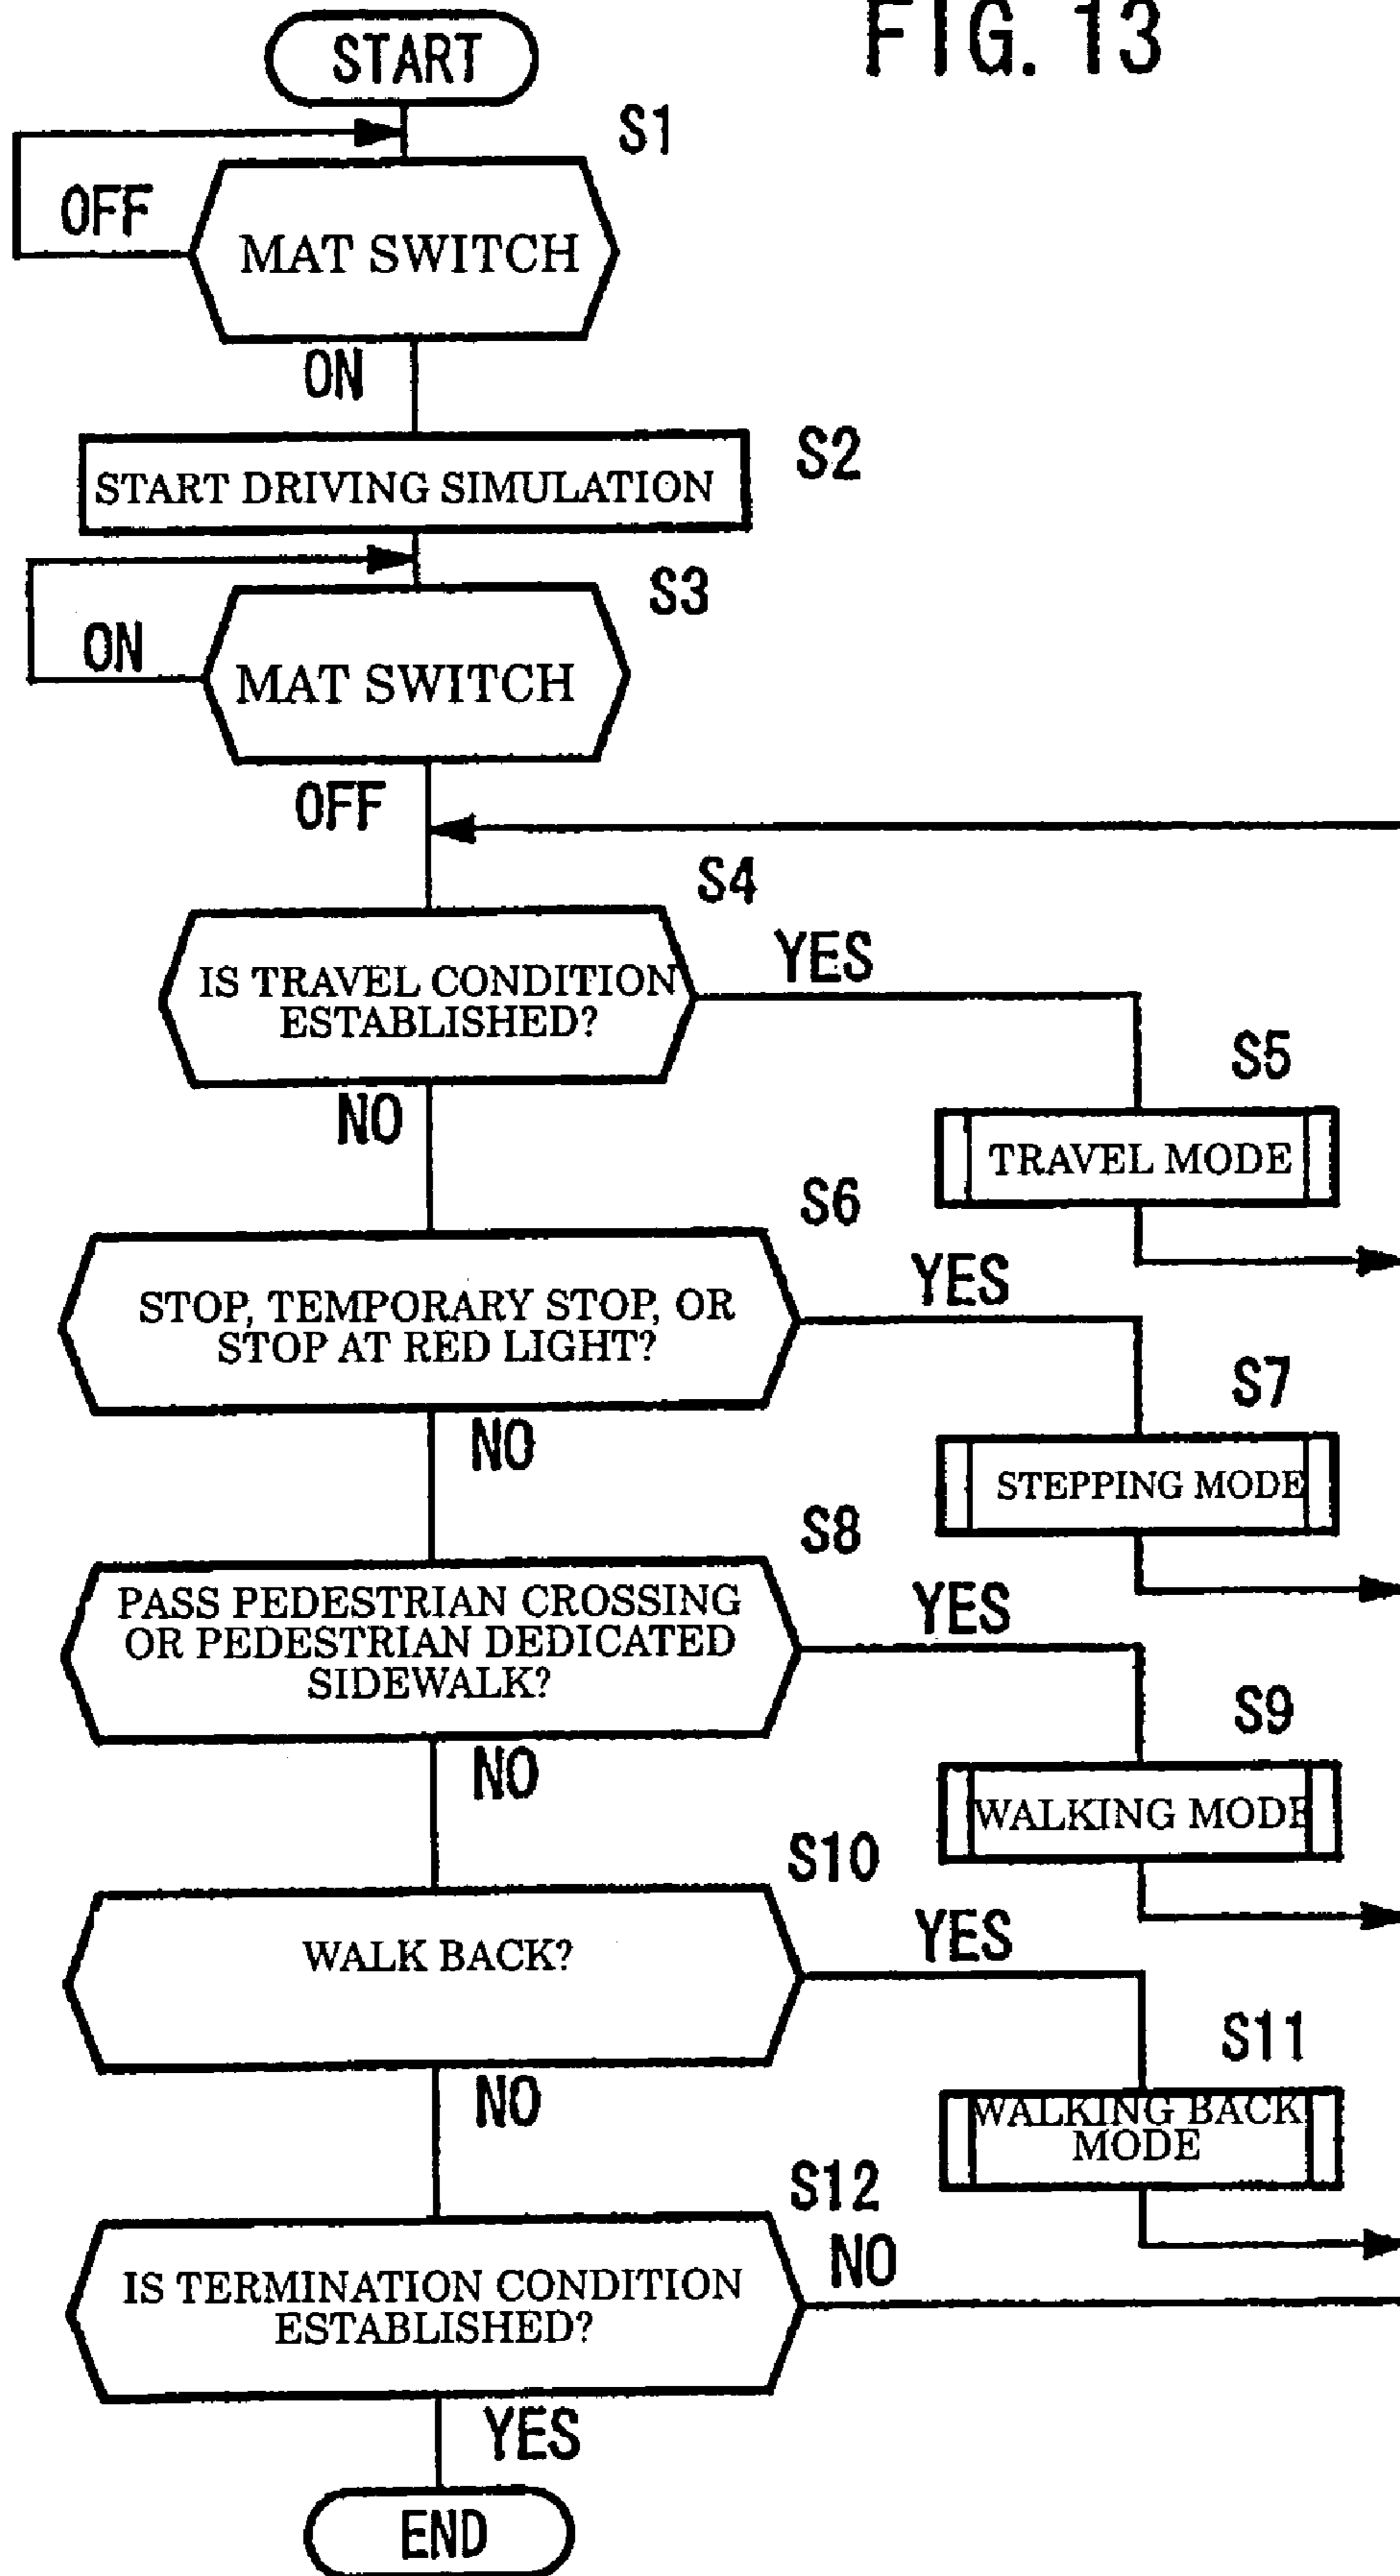 FIG. 13
START
S1
OFF
MAT SWITCH
ON
S2
START DRIVING SIMULATION
S3
ON
MAT SWITCH
OFF
S4
IS TRAVEL CONDITION
ESTABLISHED?
YES
S5
NO
TRAVEL MODE
S6
STOP, TEMPORARY STOP, OR
STOP AT RED LIGHT?
YES
S7
NO
STEPPING MODE
S8
PASS PEDESTRIAN CROSSING
OR PEDESTRIAN DEDICATED
SIDEWALK?
YES
S9
NO
WALKING MODE
S10
WALK BACK?
YES
S11
NO
WALKING BACK
MODE
S12
NO
IS TERMINATION CONDITION
ESTABLISHED?
YES
END